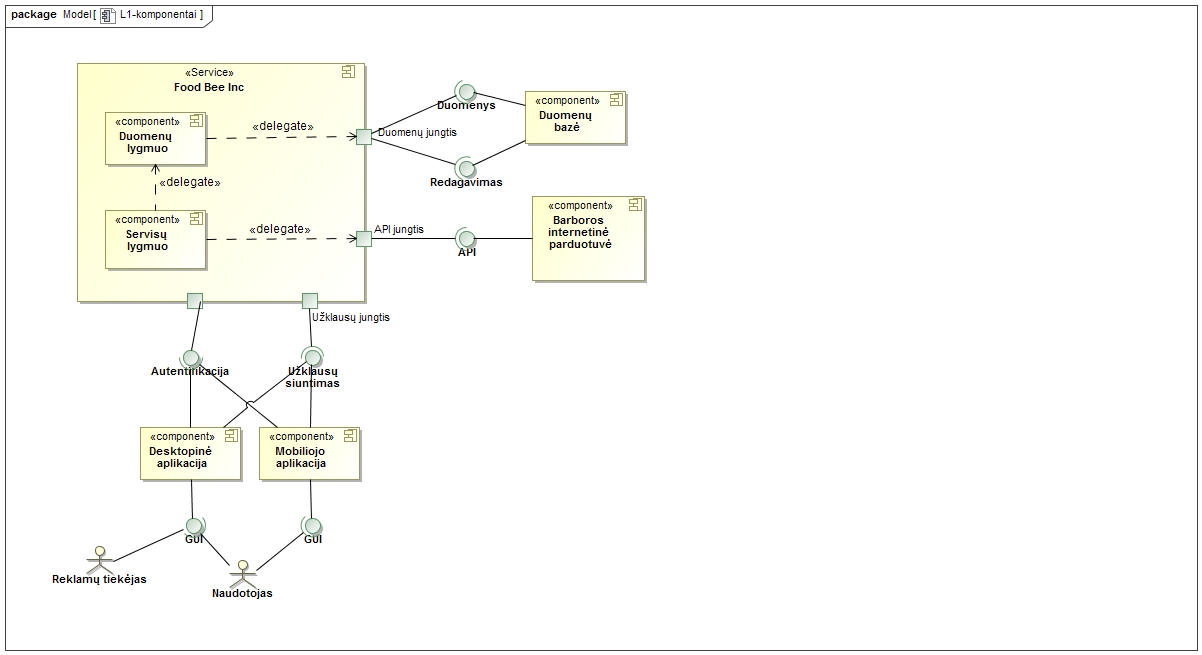 package Model [ L1-komponentai ]
«Service»
Food Bee Inc
«component»
Duomenų
lygmuo
«delegate»
Duomenų jungtis
Duomenys
Redagavimas
«component»
Duomenų
bazė
«delegate»
«component»
Servisų
lygmuo
«delegate»
API jungtis
API
«component»
Barboros
internetinė
parduotuvė
Užklausų jungtis
Autentifikacija
Užklausų
siuntimas
«component»
Desktopinė
aplikacija
«component»
Mobiliojo
aplikacija
GUI
GUI
Reklamų tiekėjas
Naudotojas